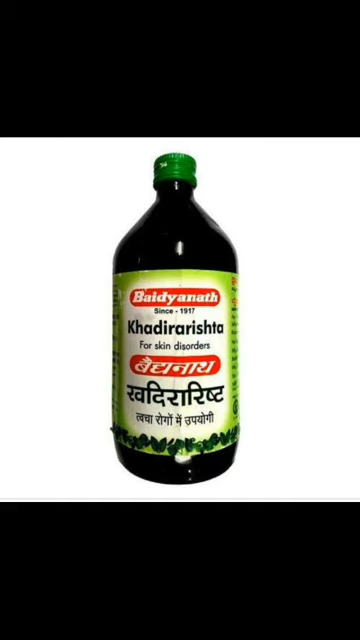 Baidyanath
Since - 1917
Khadirarishta
For skin disorders
बैद्यनाथ
खदिरारिष्ट
त्वचा रोगों में उपयोगी